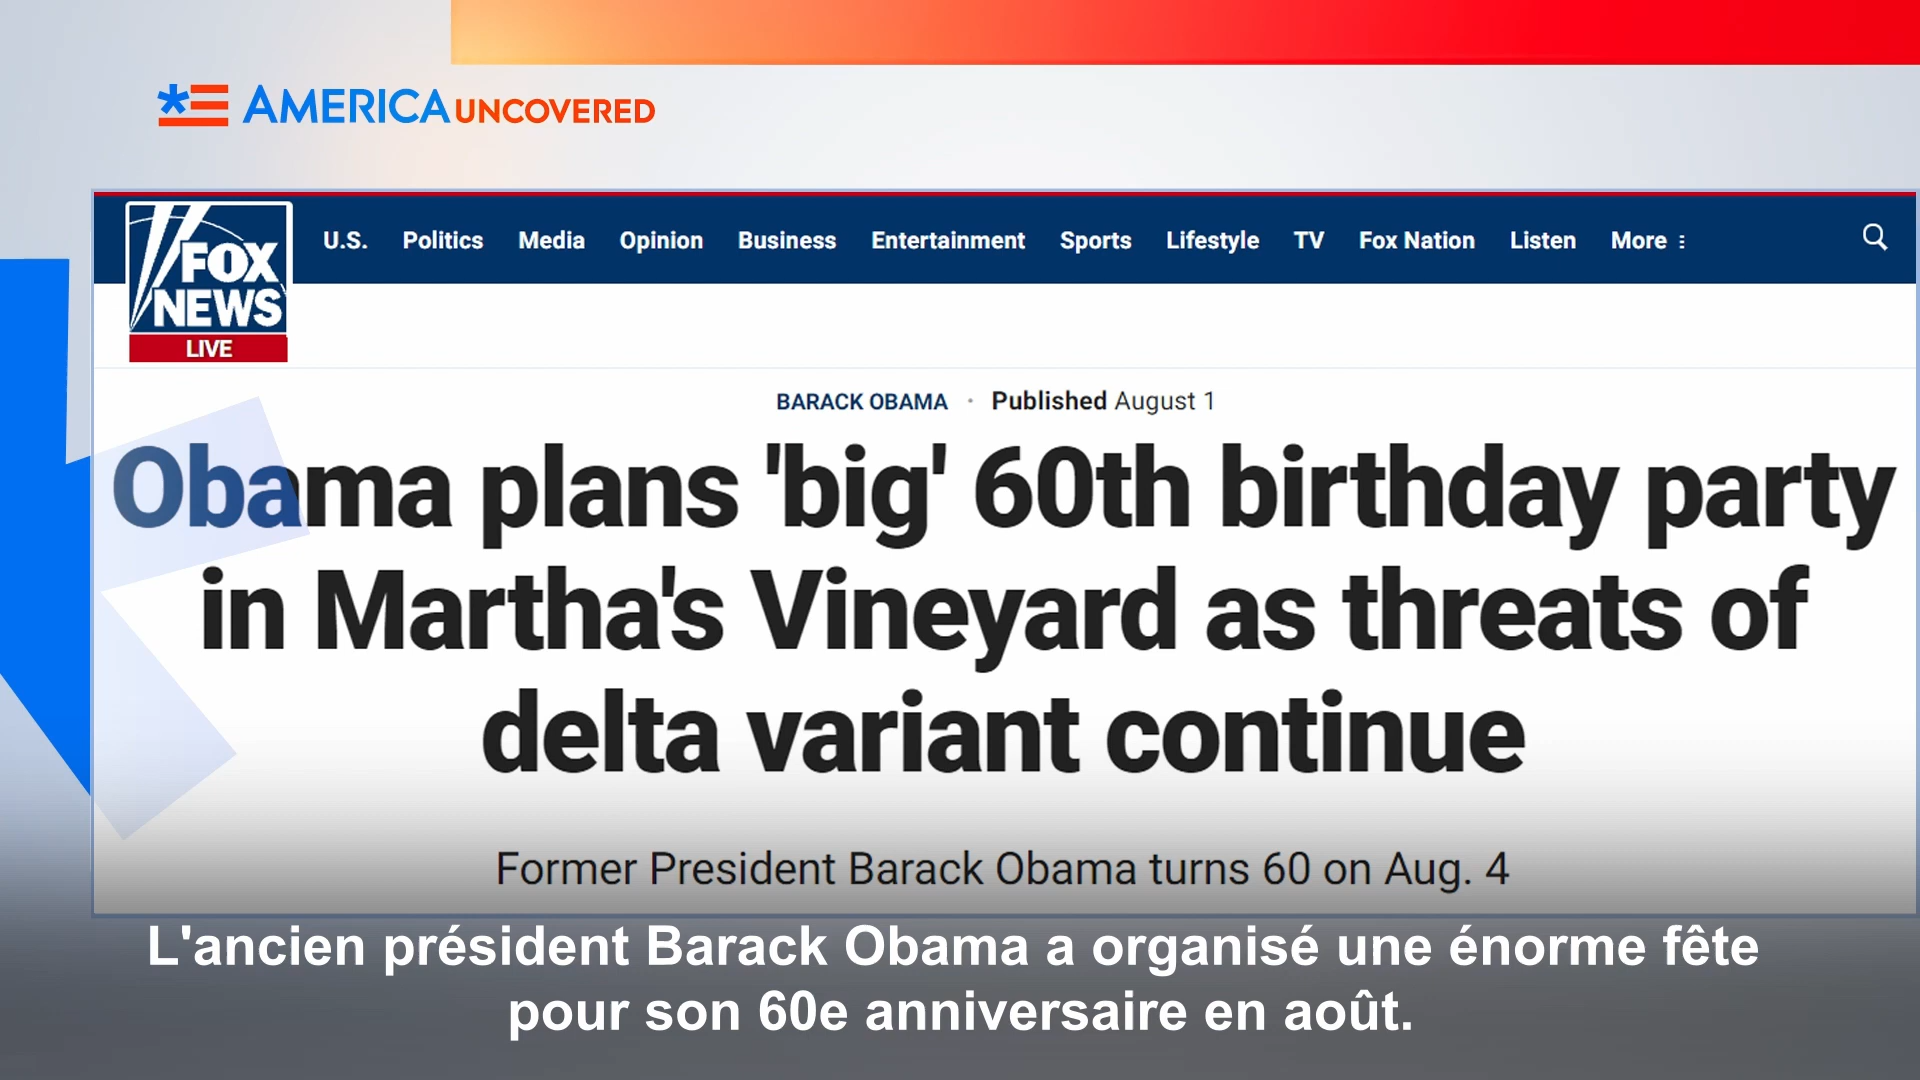 AMERICA UNCOVERED
FOX
NEWS
LIVE
U.S. Politics Media Opinion Business Entertainment Sports Lifestyle TV Fox Nation Listen More
BARACK OBAMA · Published August 1
Obama plans 'big' 60th birthday party
in Martha's Vineyard as threats of
delta variant continue
Former President Barack Obama turns 60 on Aug. 4
L'ancien président Barack Obama a organisé une énorme fête
pour son 60e anniversaire en août.